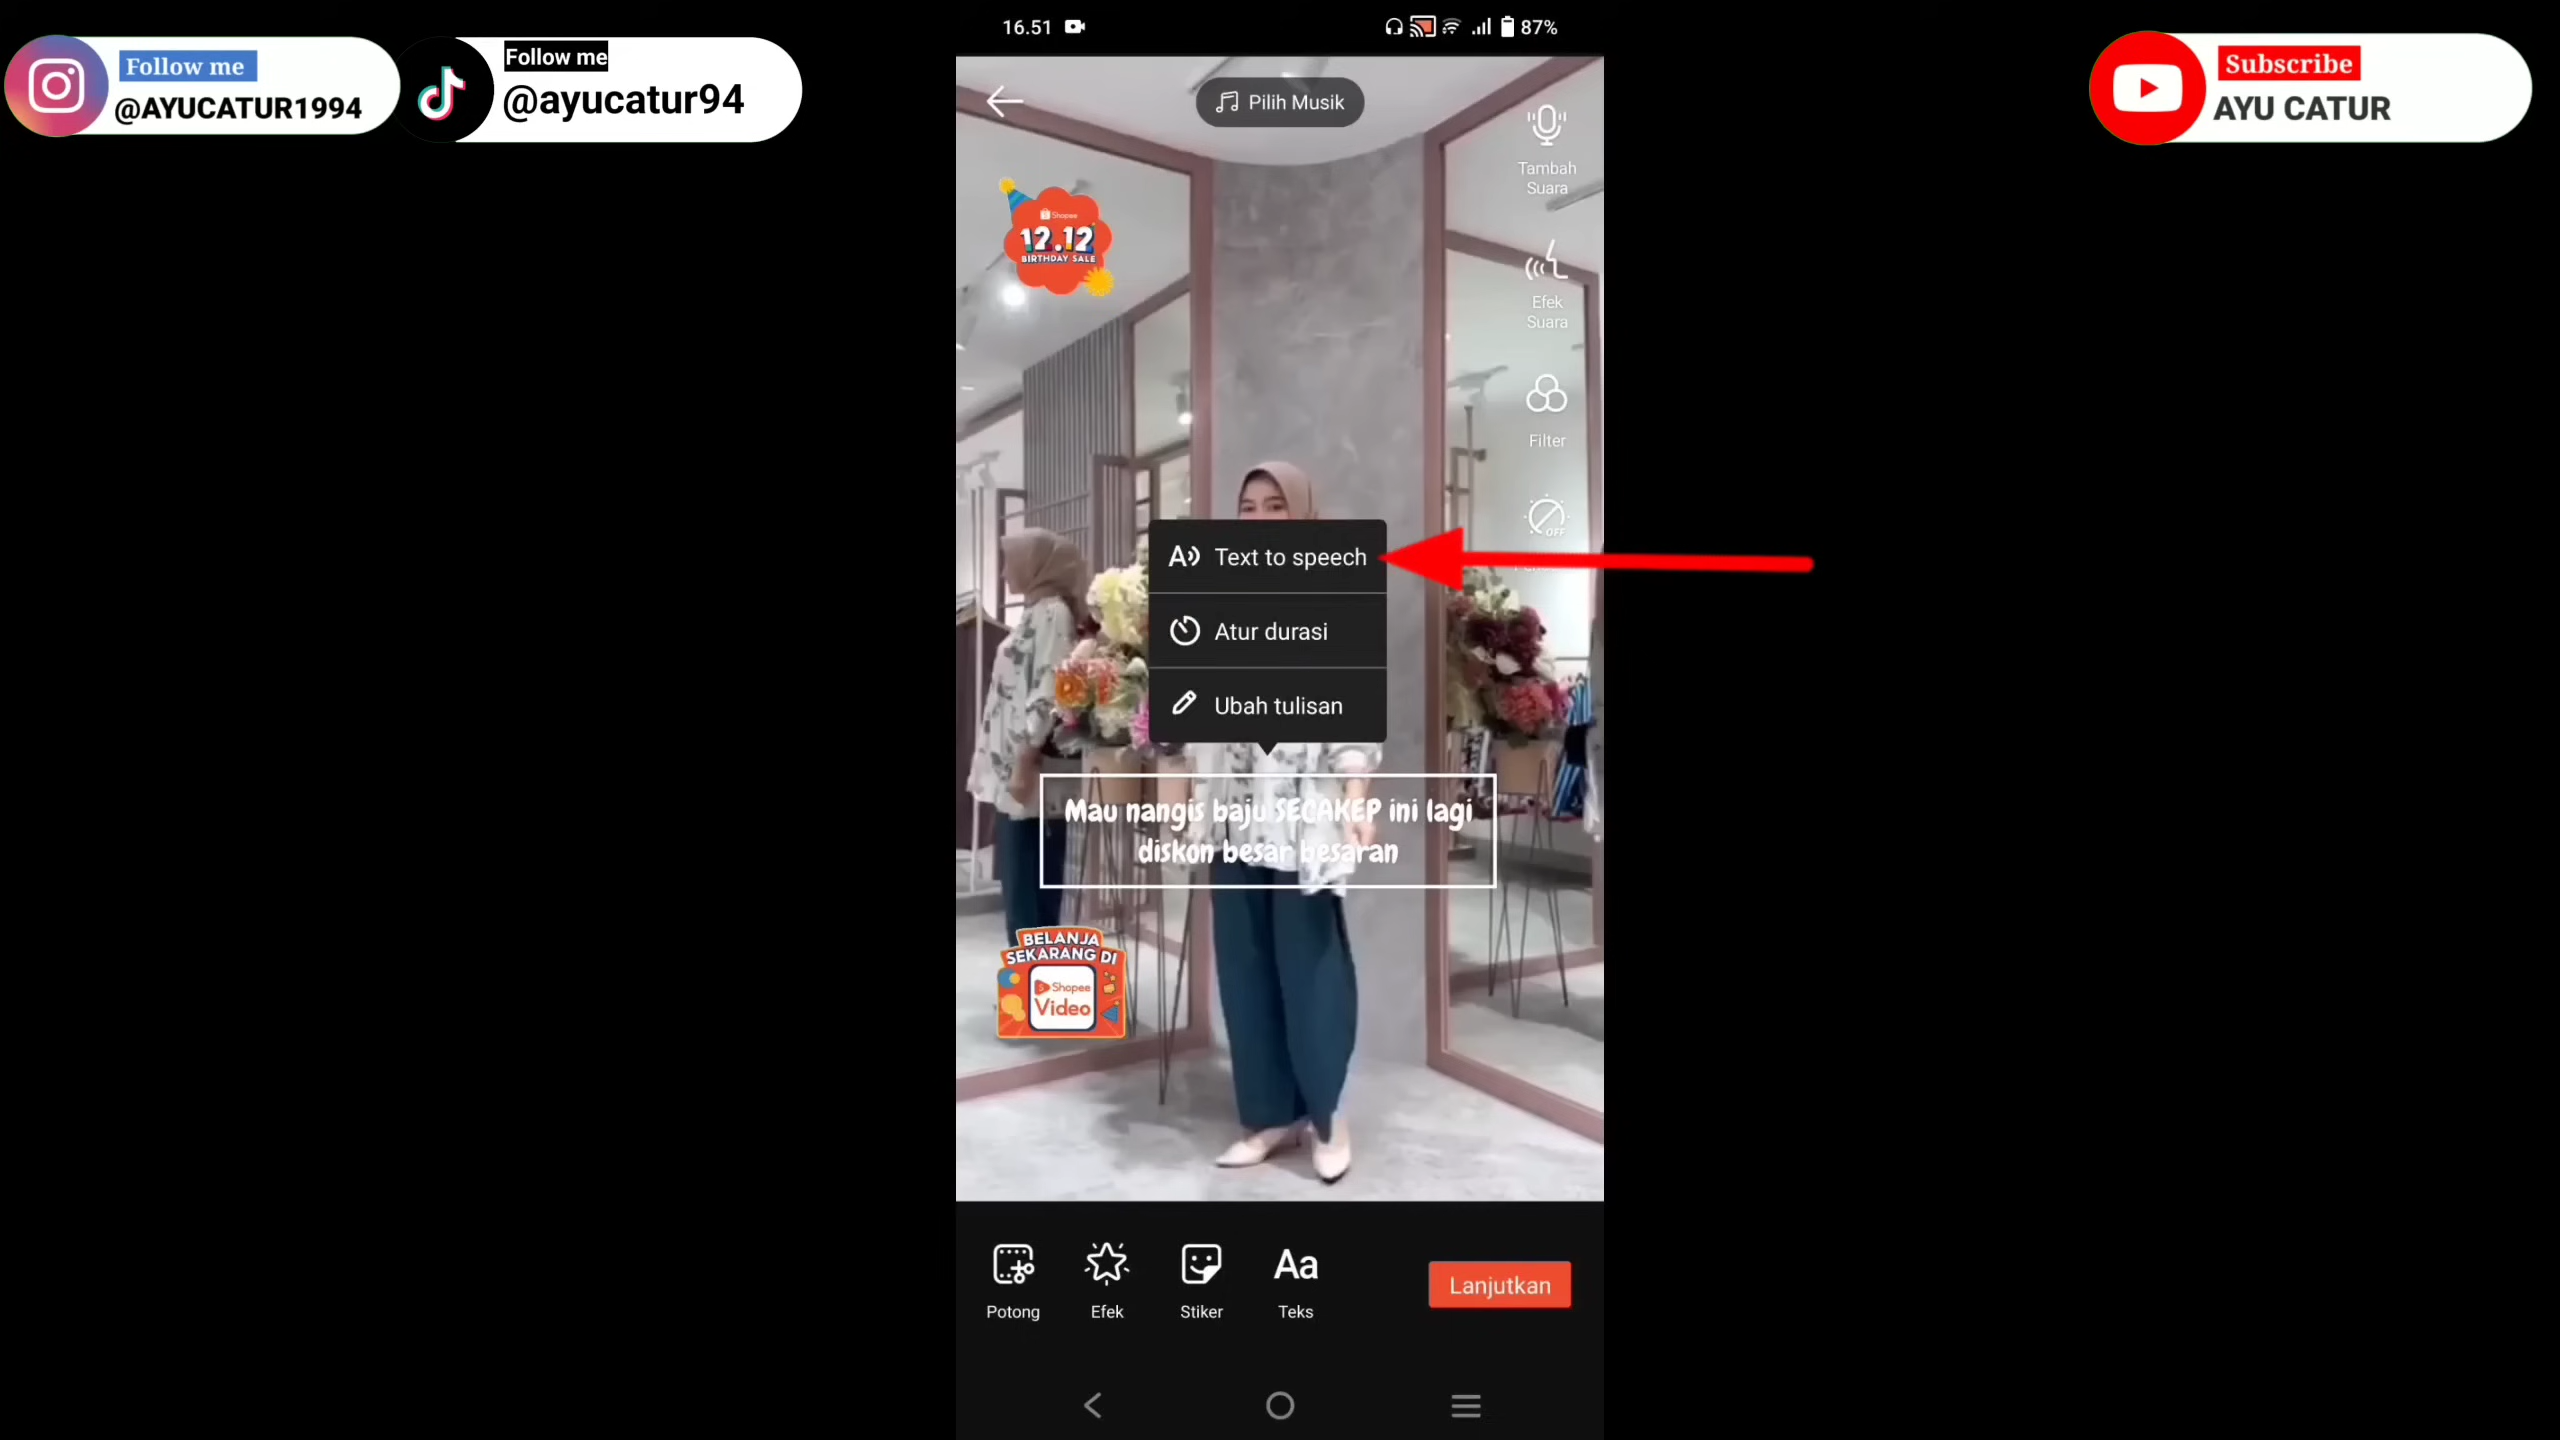 Follow me
@AYUCATUR1994
Follow me
@ayucatur94
16.51
87%
Subscribe
AYU CATUR
Pilih Musik
Tambah
Suara
Shopee
12.12
BIRTHDAY SALE
Efek
Suara
Filter
OFF
Text to speech
Atur durasi
Ubah tulisan
Mau nangis baju SECAKEP ini lagi
diskon besar besaran
BELANJA
SEKARANG DI
Shopee
Video
Potong
Efek
Stiker
Aa
Teks
Lanjutkan